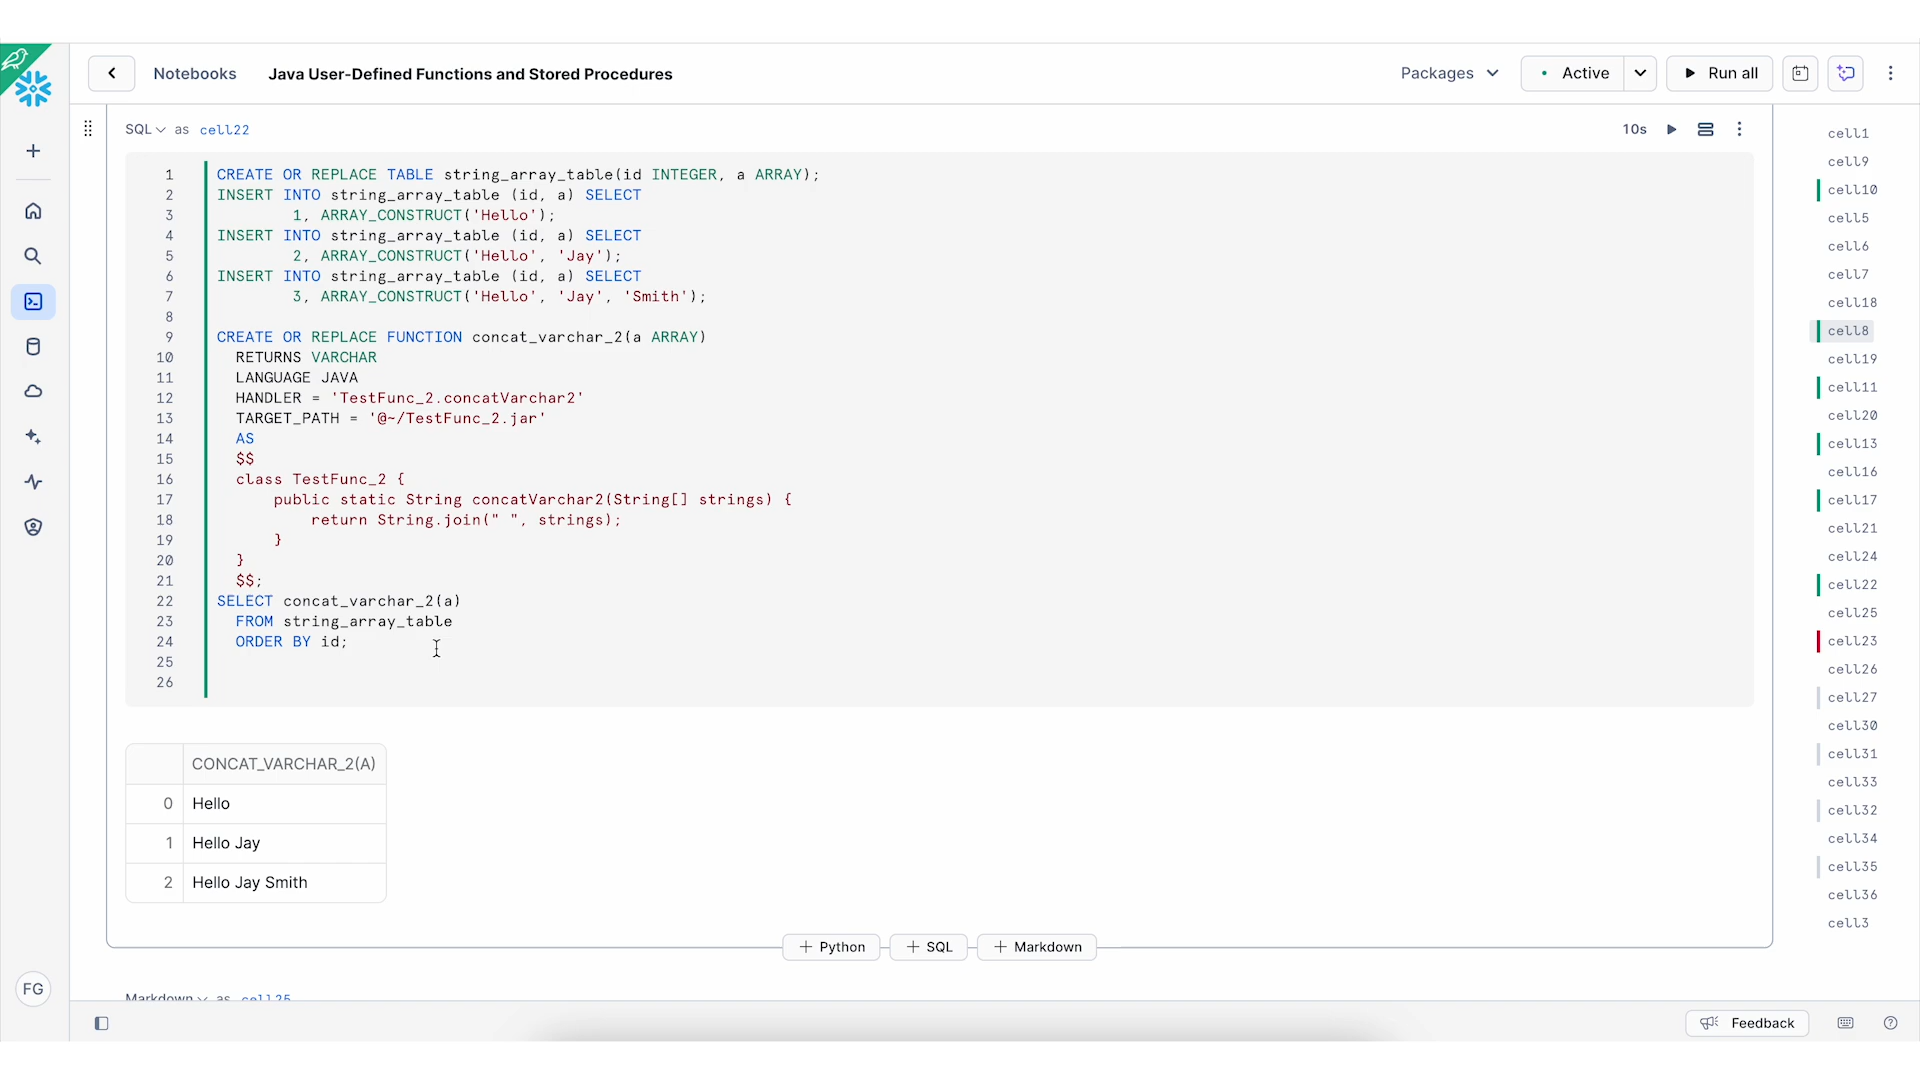 Notebooks
Java User-Defined Functions and Stored Procedures
Packages
Active
Run all
SQL as cell22
10s
1 CREATE OR REPLACE TABLE string_array_table(id INTEGER, a ARRAY);
2 INSERT INTO string_array_table (id, a) SELECT
3 1, ARRAY_CONSTRUCT('Hello');
4 INSERT INTO string_array_table (id, a) SELECT
5 2, ARRAY_CONSTRUCT('Hello', 'Jay');
6 INSERT INTO string_array_table (id, a) SELECT
7 3, ARRAY_CONSTRUCT('Hello', 'Jay', 'Smith');
8
9 CREATE OR REPLACE FUNCTION concat_varchar_2(a ARRAY)
10 RETURNS VARCHAR
11 LANGUAGE JAVA
12 HANDLER = 'TestFunc_2.concatVarchar2'
13 TARGET_PATH = '@~/TestFunc_2.jar'
14 AS
15 $$
16 class TestFunc_2 {
17 public static String concatVarchar2(String[] strings) {
18 return String.join(" ", strings);
19 }
20 }
21 $$;
22 SELECT concat_varchar_2(a)
23 FROM string_array_table
24 ORDER BY id;
25
26
CONCAT_VARCHAR_2(A)
0 Hello
1 Hello Jay
2 Hello Jay Smith
+ Python
+ SQL
+ Markdown
Markdown as cell25
cell1
cell9
cell10
cell5
cell6
cell7
cell18
cell8
cell19
cell11
cell20
cell13
cell16
cell17
cell21
cell24
cell22
cell25
cell23
cell26
cell27
cell30
cell31
cell33
cell32
cell34
cell35
cell36
cell3
FG
Feedback